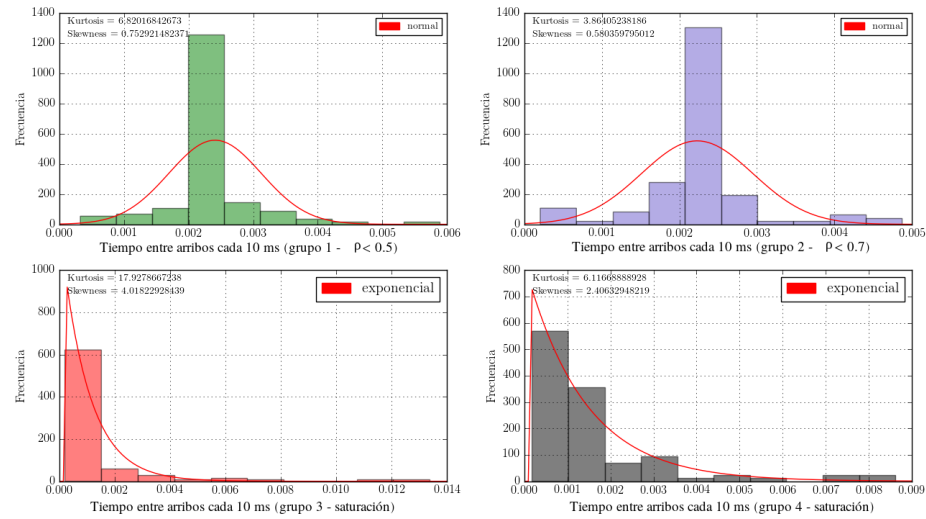 Kurtosis = 6.82016842673
Skewness = 0.752921482371
normal
1400
1200
1000
800
600
400
200
0
Frecuencia
0.000 0.001 0.002 0.003 0.004 0.005 0.006
Tiempo entre arribos cada 10 ms (grupo 1 - ρ < 0.5)
Kurtosis = 3.86405238186
Skewness = 0.580359795012
normal
1400
1200
1000
800
600
400
200
0
Frecuencia
0.000 0.001 0.002 0.003 0.004 0.005
Tiempo entre arribos cada 10 ms (grupo 2 - ρ < 0.7)
Kurtosis = 17.9278667238
Skewness = 4.01822928439
exponencial
1000
800
600
400
200
0
Frecuencia
0.000 0.002 0.004 0.006 0.008 0.010 0.012 0.014
Tiempo entre arribos cada 10 ms (grupo 3 - saturación)
Kurtosis = 6.11668888928
Skewness = 2.40632948219
exponencial
800
700
600
500
400
300
200
100
0
Frecuencia
0.000 0.001 0.002 0.003 0.004 0.005 0.006 0.007 0.008 0.009
Tiempo entre arribos cada 10 ms (grupo 4 - saturación)